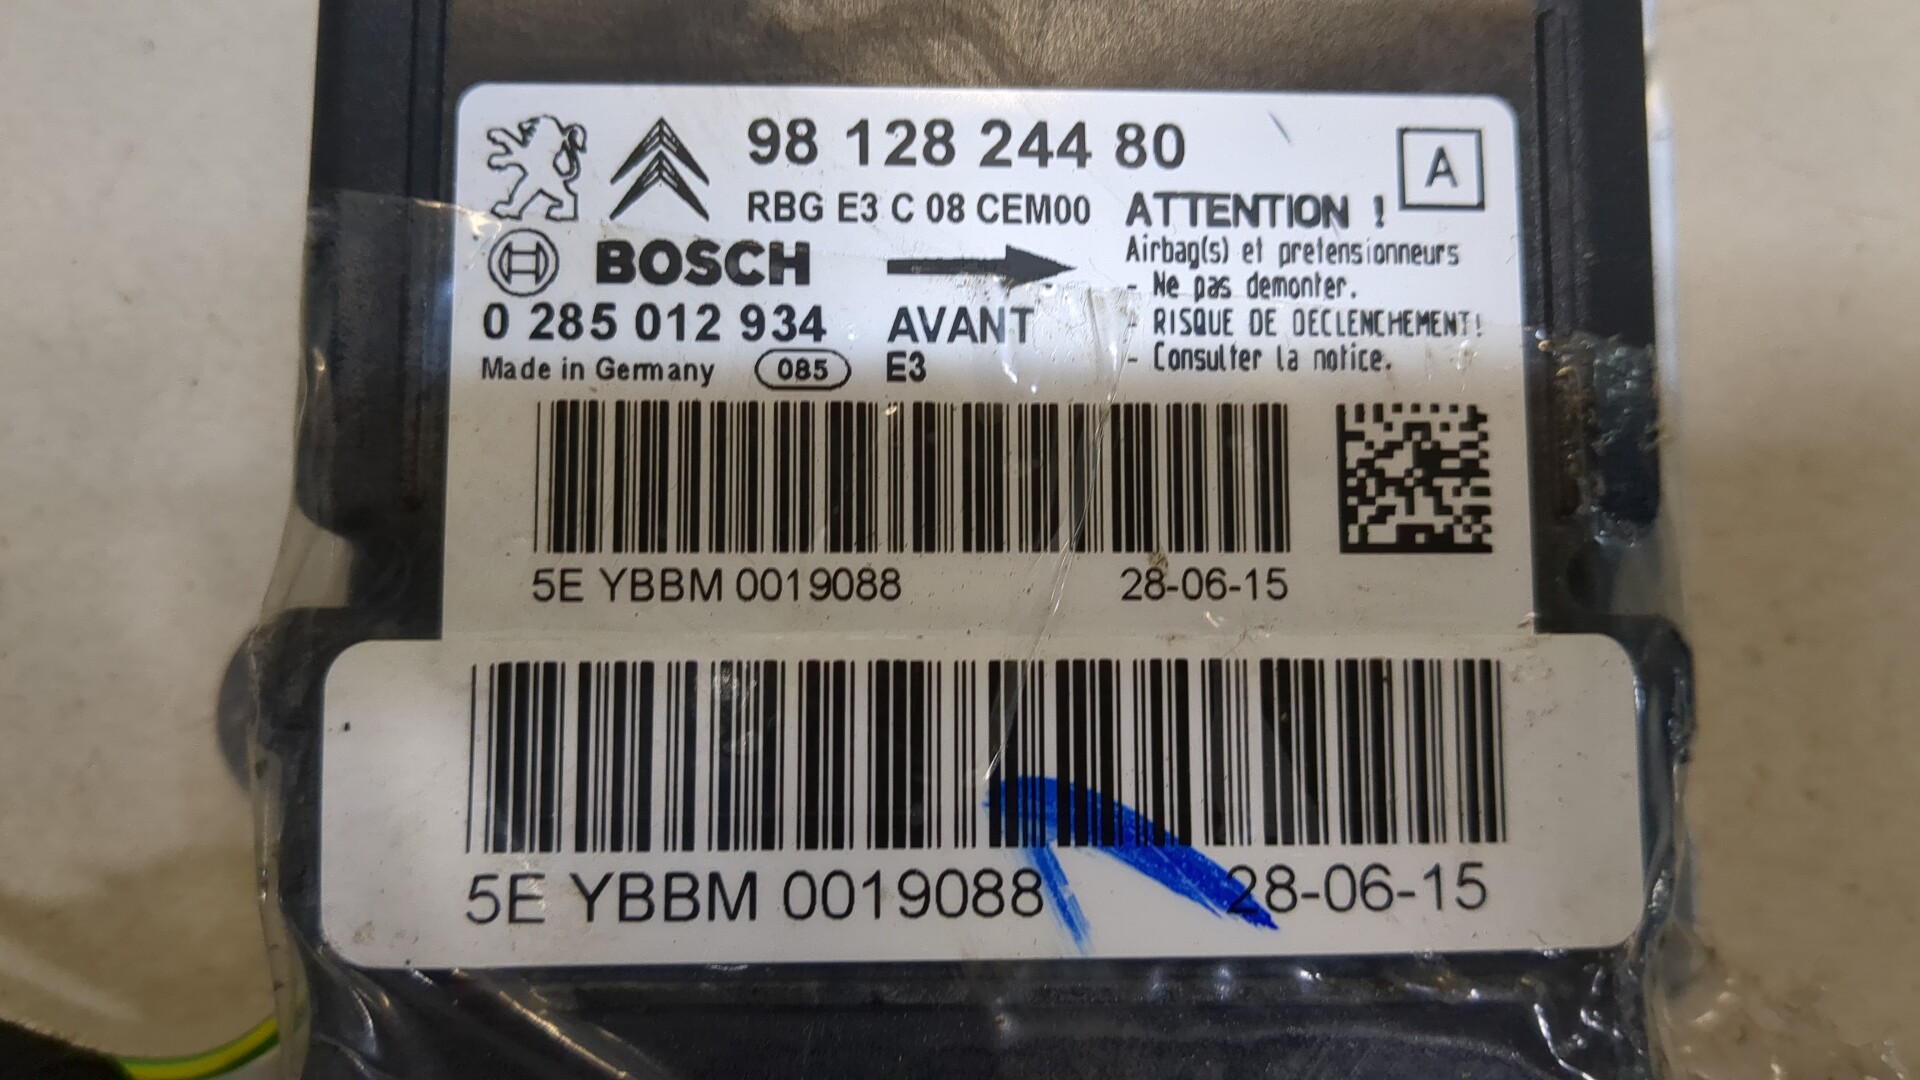 98 128 244 80
A
RBG E3 C 08 CEM00
ATTENTION !
Airbag(s) et pretensionneurs
- Ne pas demonter.
- RISQUE DE DECLENCHEMENT!
- Consulter la notice.
BOSCH
0 285 012 934
AVANT
Made in Germany
085
E3
5E YBBM 0019088
28-06-15
5E YBBM 0019088
28-06-15